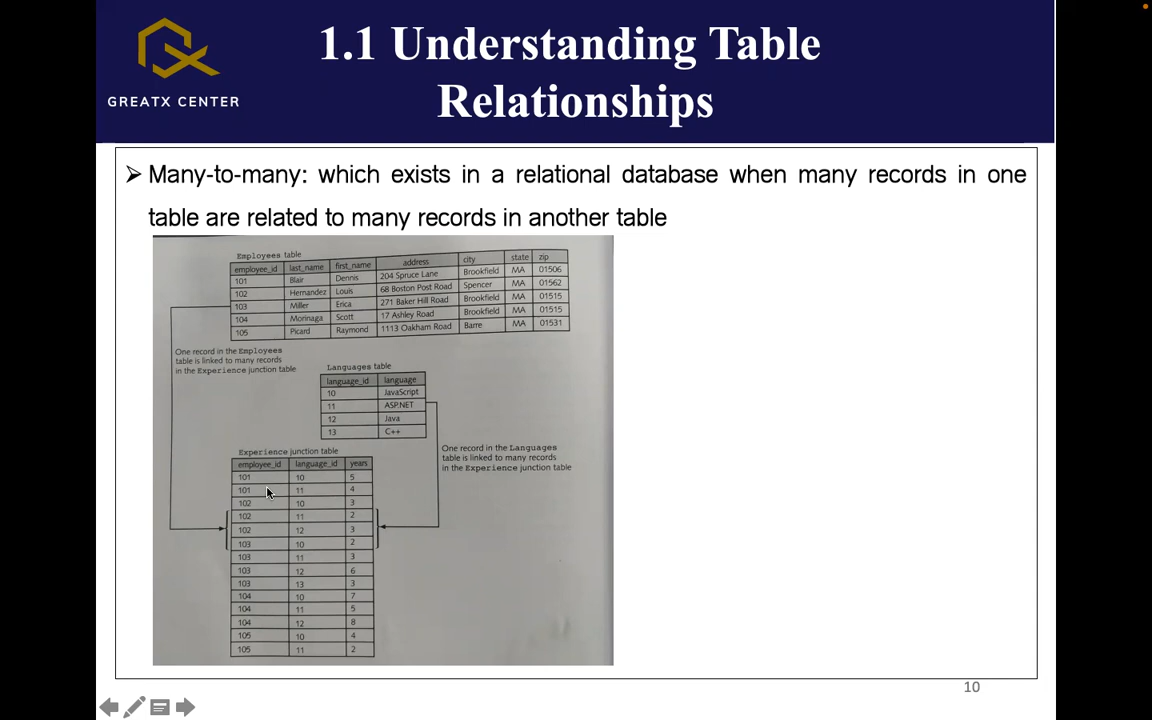 GREATX CENTER
1.1 Understanding Table
Relationships
➢ Many-to-many: which exists in a relational database when many records in one
table are related to many records in another table
Employees table
employee_id last_name first_name address city state zip
101 Blair Dennis 204 Spruce Lane Brookfield MA 01506
102 Hernandez Louis 68 Boston Post Road Spencer MA 01562
103 Miller Erica 271 Baker Hill Road Brookfield MA 01515
104 Morinaga Scott 17 Ashley Road Brookfield MA 01515
105 Picard Raymond 1113 Oakham Road Barre MA 01531
One record in the Employees
table is linked to many records
in the Experience junction table
Languages table
language_id language
10 JavaScript
11 ASP.NET
12 Java
13 C++
One record in the Languages
table is linked to many records
in the Experience junction table
Experience junction table
employee_id language_id years
101 10 5
101 11 4
102 10 3
102 11 2
102 12 3
103 10 2
103 11 3
103 12 6
103 13 3
104 10 7
104 11 5
104 12 8
105 10 4
105 11 2
10